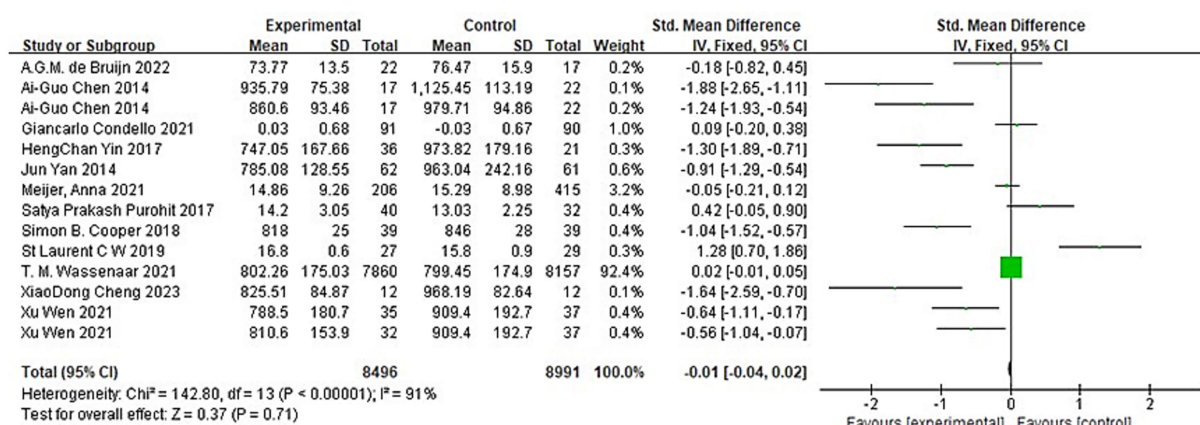 Experimental Control Std. Mean Difference Std. Mean Difference
Study or Subgroup Mean SD Total Mean SD Total Weight IV, Fixed, 95% CI IV, Fixed, 95% CI
A.G.M. de Bruijn 2022 73.77 13.5 22 76.47 15.9 17 0.2% -0.18 [-0.82, 0.45]
Ai-Guo Chen 2014 935.79 75.38 17 1,125.45 113.19 22 0.1% -1.88 [-2.65, -1.11]
Ai-Guo Chen 2014 860.6 93.46 17 979.71 94.86 22 0.2% -1.24 [-1.93, -0.54]
Giancarlo Condello 2021 0.03 0.68 91 -0.03 0.67 90 1.0% 0.09 [-0.20, 0.38]
HengChan Yin 2017 747.05 167.66 36 973.82 179.16 21 0.3% -1.30 [-1.89, -0.71]
Jun Yan 2014 785.08 128.55 62 963.04 242.16 61 0.6% -0.91 [-1.29, -0.54]
Meijer, Anna 2021 14.86 9.26 206 15.29 8.98 415 3.2% -0.05 [-0.21, 0.12]
Satya Prakash Purohit 2017 14.2 3.05 40 13.03 2.25 32 0.4% 0.42 [-0.05, 0.90]
Simon B. Cooper 2018 818 25 39 846 28 39 0.4% -1.04 [-1.52, -0.57]
St Laurent C W 2019 16.8 0.6 27 15.8 0.9 29 0.3% 1.28 [0.70, 1.86]
T. M. Wassenaar 2021 802.26 175.03 7860 799.45 174.9 8157 92.4% 0.02 [-0.01, 0.05]
XiaoDong Cheng 2023 825.51 84.87 12 968.19 82.64 12 0.1% -1.64 [-2.59, -0.70]
Xu Wen 2021 788.5 180.7 35 909.4 192.7 37 0.4% -0.64 [-1.11, -0.17]
Xu Wen 2021 810.6 153.9 32 909.4 192.7 37 0.4% -0.56 [-1.04, -0.07]
Total (95% CI) 8496 8991 100.0% -0.01 [-0.04, 0.02]
Heterogeneity: Chi² = 142.80, df = 13 (P < 0.00001); I² = 91%
Test for overall effect: Z = 0.37 (P = 0.71)
-2 -1 0 1 2
Favours [experimental] Favours [control]